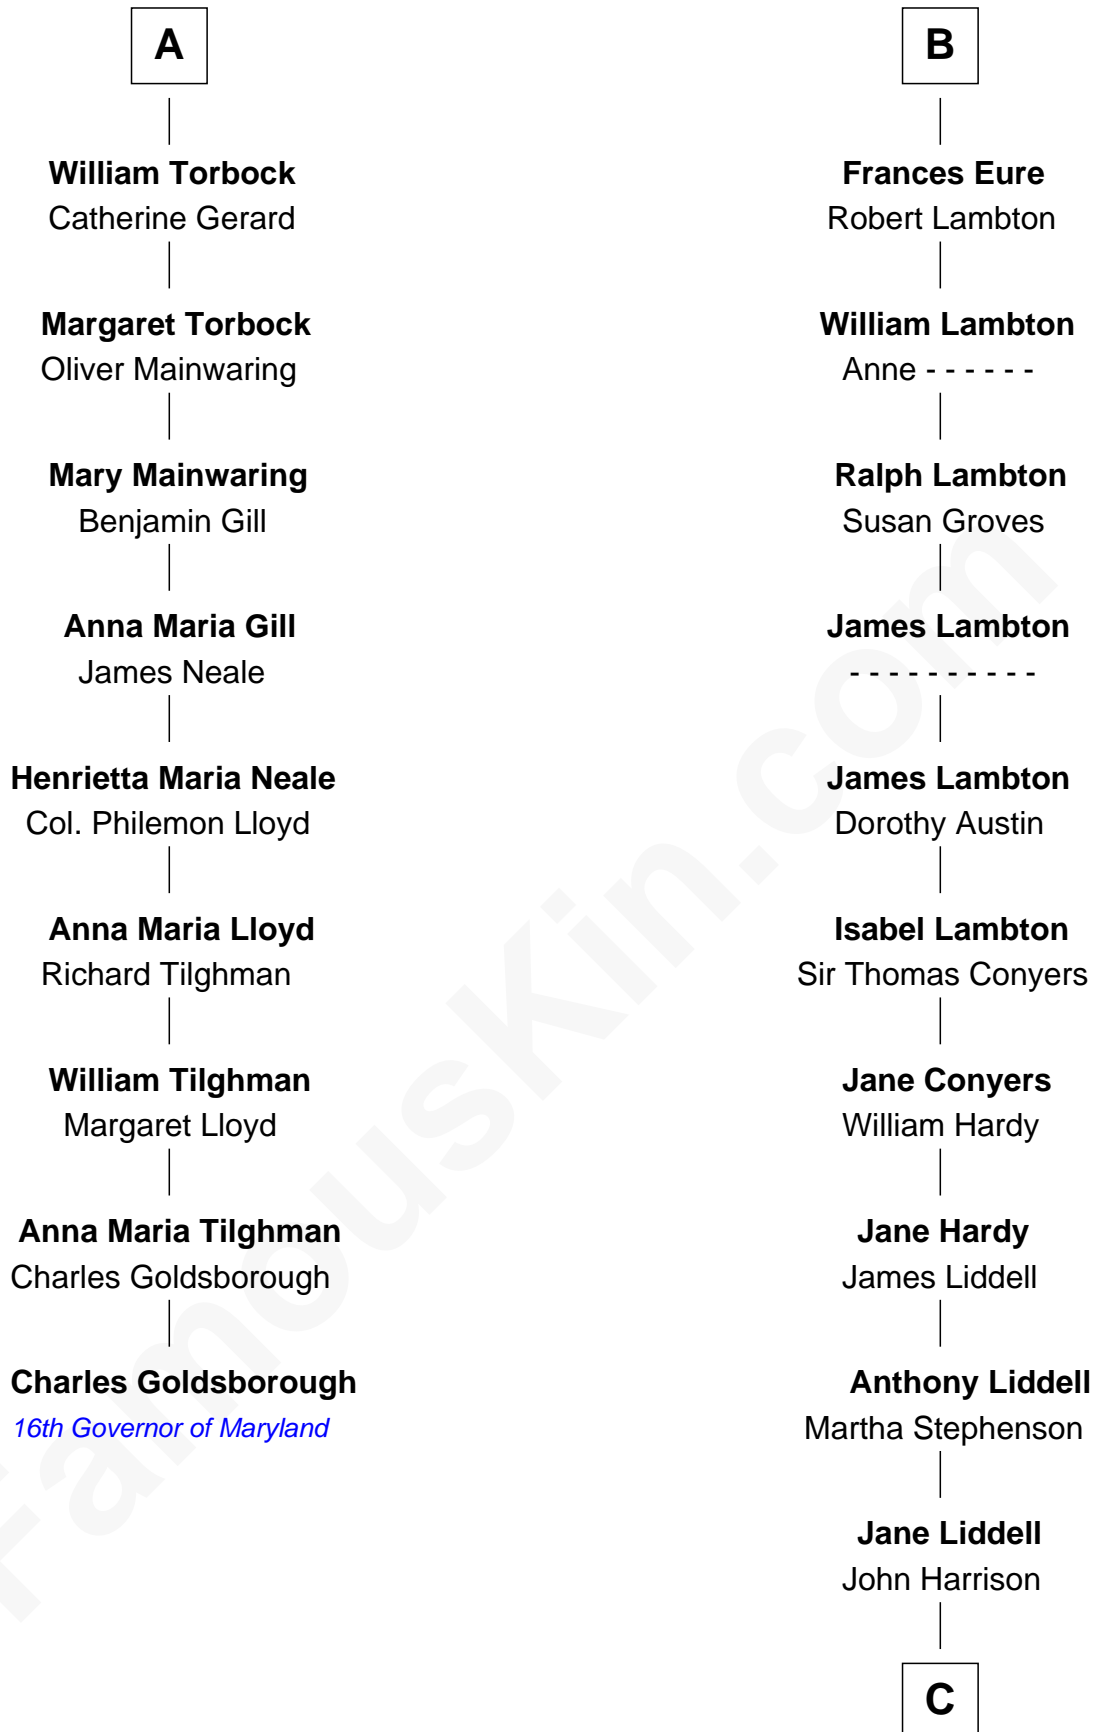 A
William Torbock
Catherine Gerard
Margaret Torbock
Oliver Mainwaring
Mary Mainwaring
Benjamin Gill
Anna Maria Gill
James Neale
Henrietta Maria Neale
Col. Philemon Lloyd
Anna Maria Lloyd
Richard Tilghman
William Tilghman
Margaret Lloyd
Anna Maria Tilghman
Charles Goldsborough
Charles Goldsborough
16th Governor of Maryland
B
Frances Eure
Robert Lambton
William Lambton
Anne - - - - - -
Ralph Lambton
Susan Groves
James Lambton
- - - - - - - - - -
James Lambton
Dorothy Austin
Isabel Lambton
Sir Thomas Conyers
Jane Conyers
William Hardy
Jane Hardy
James Liddell
Anthony Liddell
Martha Stephenson
Jane Liddell
John Harrison
C
FamousKin.com